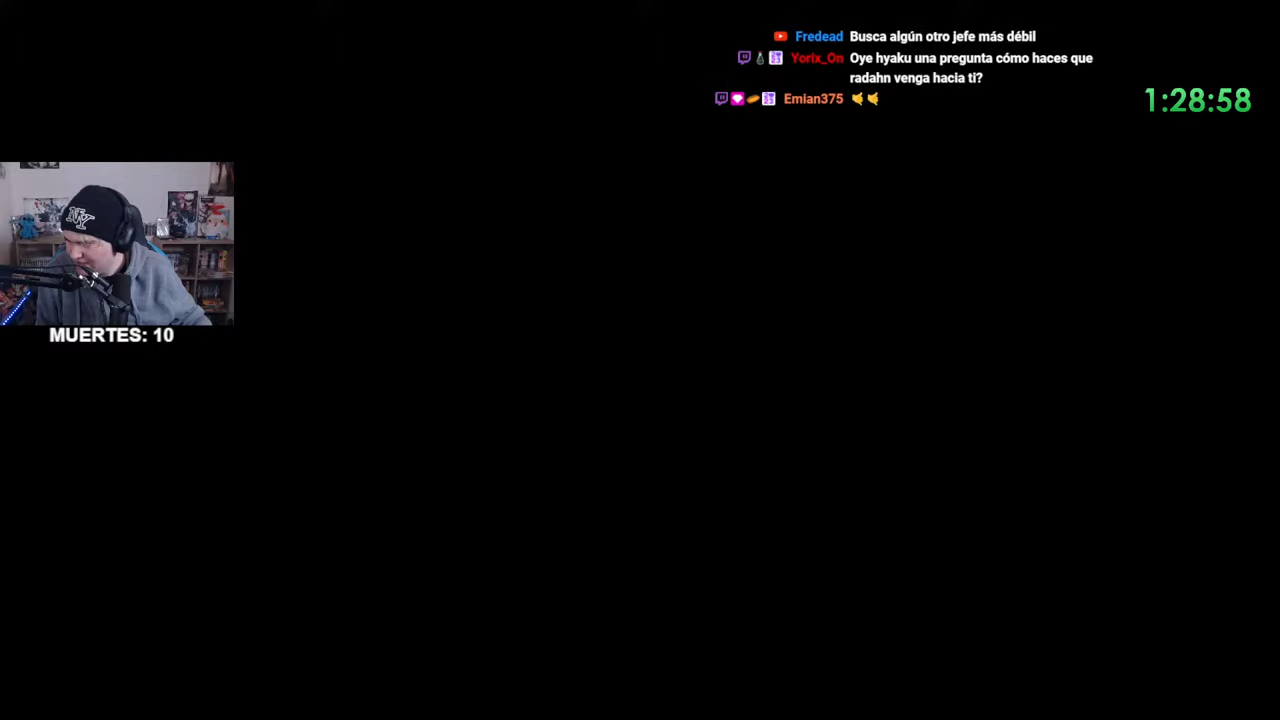 Fredead Busca algún otro jefe más débil
Yorix_On Oye hyaku una pregunta cómo haces que
radahn venga hacia ti?
Emian375
1:28:58
NY
MUERTES: 10